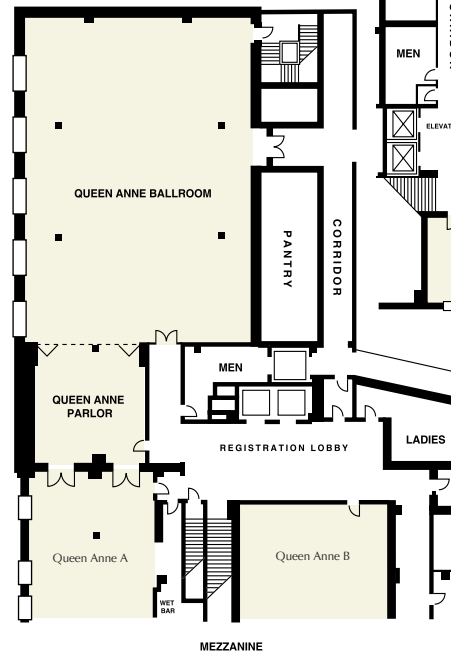 MEN
ELEVAT
QUEEN ANNE BALLROOM
PANTRY
CORRIDOR
MEN
QUEEN ANNE
PARLOR
REGISTRATION LOBBY
LADIES
Queen Anne A
Queen Anne B
WET
BAR
MEZZANINE